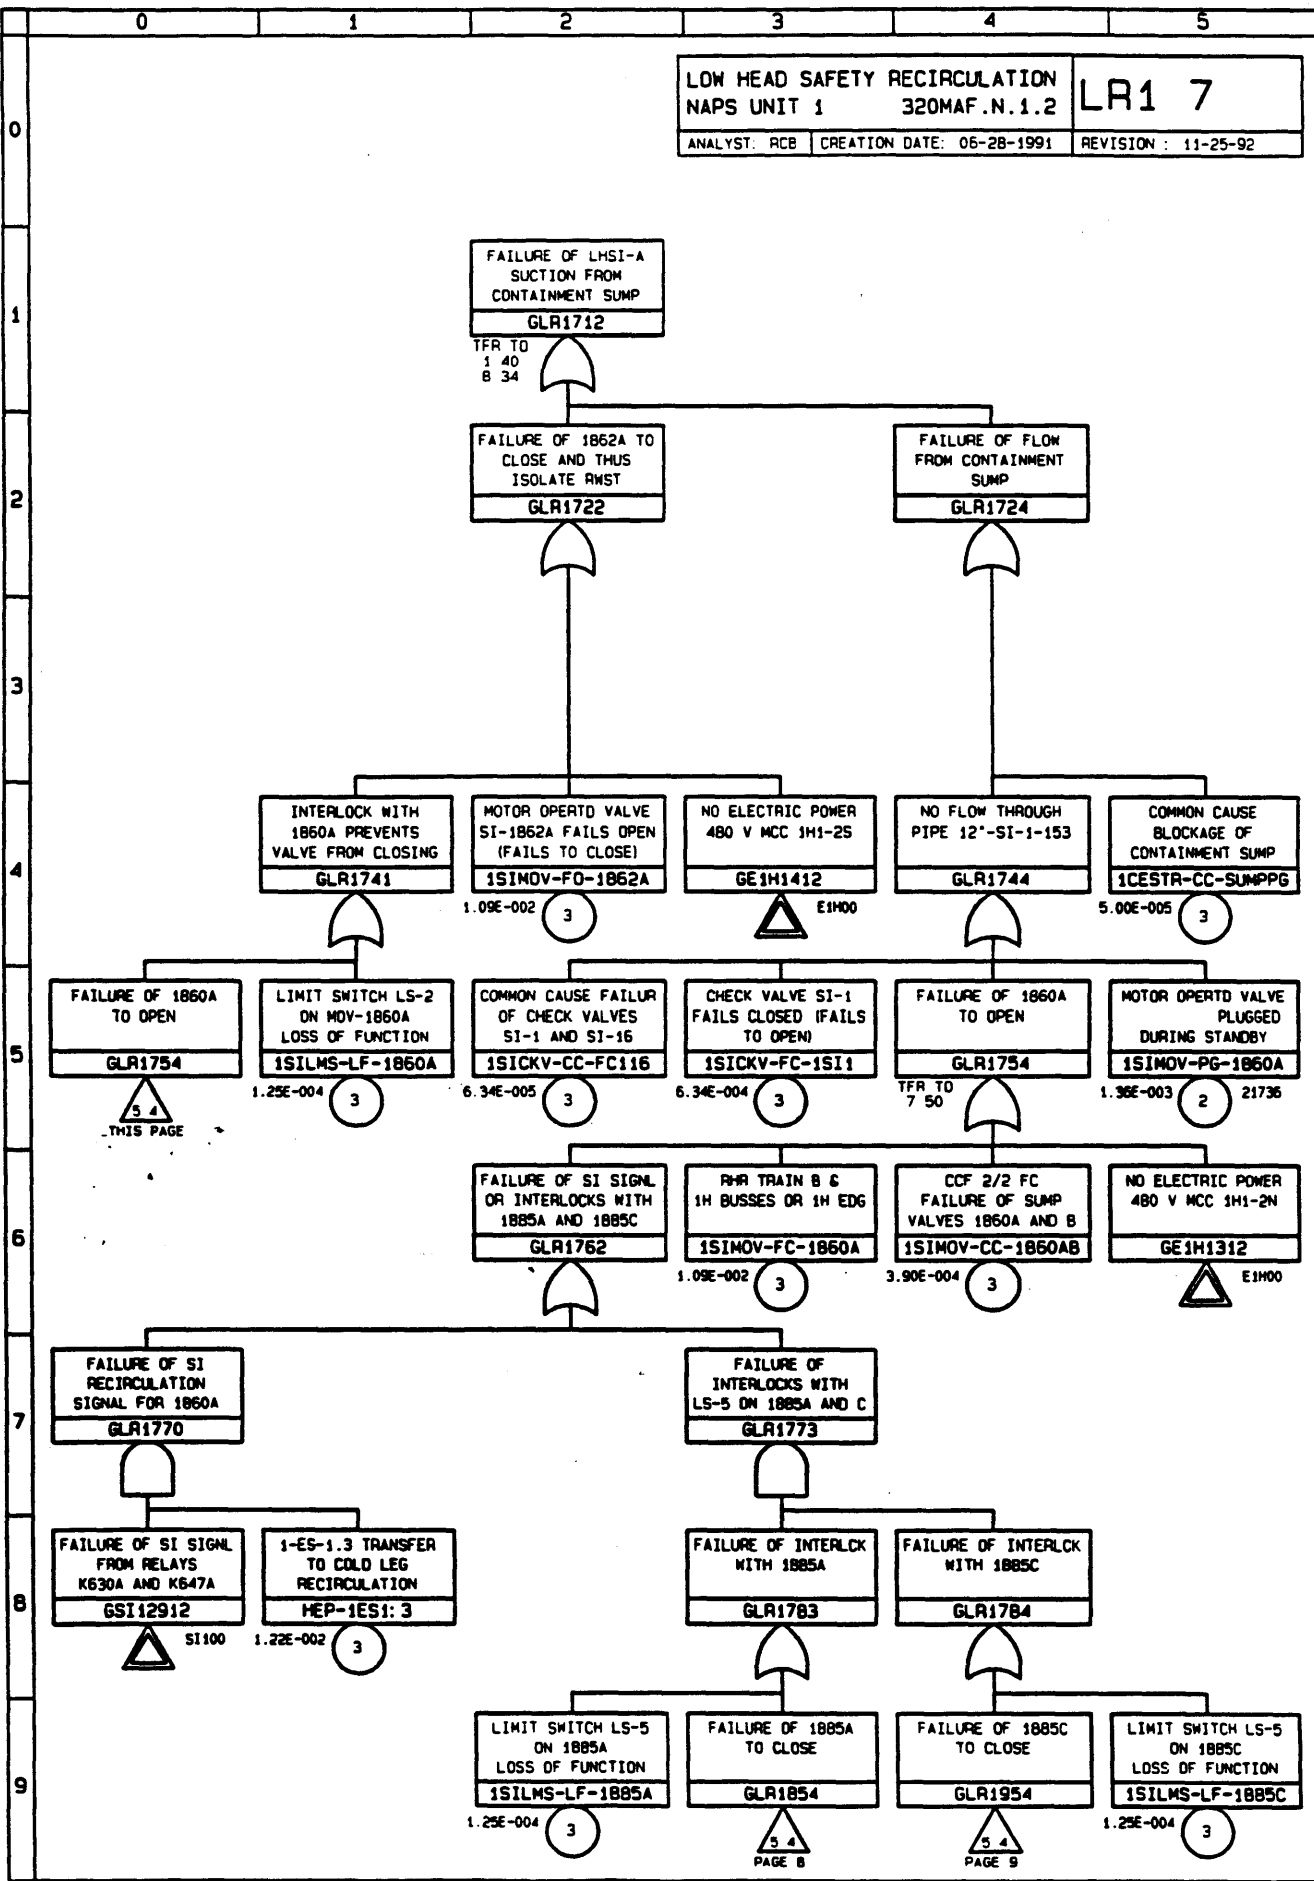 0 1 2 3 4 5
LOW HEAD SAFETY RECIRCULATION
NAPS UNIT 1 320MAF.N.1.2
LR1 7
ANALYST: RCB CREATION DATE: 06-28-1991 REVISION : 11-25-92
0
FAILURE OF LHSI-A
SUCTION FROM
CONTAINMENT SUMP
GLR1712
1
TFR TO
1 40
8 34
FAILURE OF 1862A TO
CLOSE AND THUS
ISOLATE RWST
GLR1722
FAILURE OF FLOW
FROM CONTAINMENT
SUMP
GLR1724
2
3
INTERLOCK WITH
1860A PREVENTS
VALVE FROM CLOSING
GLR1741
MOTOR OPERTD VALVE
SI-1862A FAILS OPEN
(FAILS TO CLOSE)
1SIMOV-FO-1862A
1.09E-002
3
NO ELECTRIC POWER
480 V MCC 1H1-2S
GE1H1412
E1H00
NO FLOW THROUGH
PIPE 12"-SI-1-153
GLR1744
COMMON CAUSE
BLOCKAGE OF
CONTAINMENT SUMP
1CESTR-CC-SUMPPG
5.00E-005
3
4
FAILURE OF 1860A
TO OPEN
GLR1754
5 4
THIS PAGE
LIMIT SWITCH LS-2
ON MOV-1860A
LOSS OF FUNCTION
1SILMS-LF-1860A
1.25E-004
3
COMMON CAUSE FAILUR
OF CHECK VALVES
SI-1 AND SI-16
1SICKV-CC-FC116
6.34E-005
3
CHECK VALVE SI-1
FAILS CLOSED (FAILS
TO OPEN)
1SICKV-FC-1SI1
6.34E-004
3
FAILURE OF 1860A
TO OPEN
GLR1754
TFR TO
7 50
MOTOR OPERTD VALVE
PLUGGED
DURING STANDBY
1SIMOV-PG-1860A
1.36E-003
2
21736
5
FAILURE OF SI SIGNL
OR INTERLOCKS WITH
1885A AND 1885C
GLR1762
RHR TRAIN B &
1H BUSSES OR 1H EDG
1SIMOV-FC-1860A
1.09E-002
3
CCF 2/2 FC
FAILURE OF SUMP
VALVES 1860A AND B
1SIMOV-CC-1860AB
3.90E-004
3
NO ELECTRIC POWER
480 V MCC 1H1-2N
GE1H1312
E1H00
6
FAILURE OF SI
RECIRCULATION
SIGNAL FOR 1860A
GLR1770
FAILURE OF
INTERLOCKS WITH
LS-5 ON 1885A AND C
GLR1773
7
FAILURE OF SI SIGNL
FROM RELAYS
K630A AND K647A
GSI12912
SI100
1-ES-1.3 TRANSFER
TO COLD LEG
RECIRCULATION
HEP-1ES1:3
1.22E-002
3
FAILURE OF INTERLCK
WITH 1885A
GLR1783
FAILURE OF INTERLCK
WITH 1885C
GLR1784
8
LIMIT SWITCH LS-5
ON 1885A
LOSS OF FUNCTION
1SILMS-LF-1885A
1.25E-004
3
FAILURE OF 1885A
TO CLOSE
GLR1854
5 4
PAGE 8
FAILURE OF 1885C
TO CLOSE
GLR1954
5 4
PAGE 9
LIMIT SWITCH LS-5
ON 1885C
LOSS OF FUNCTION
1SILMS-LF-1885C
1.25E-004
3
9